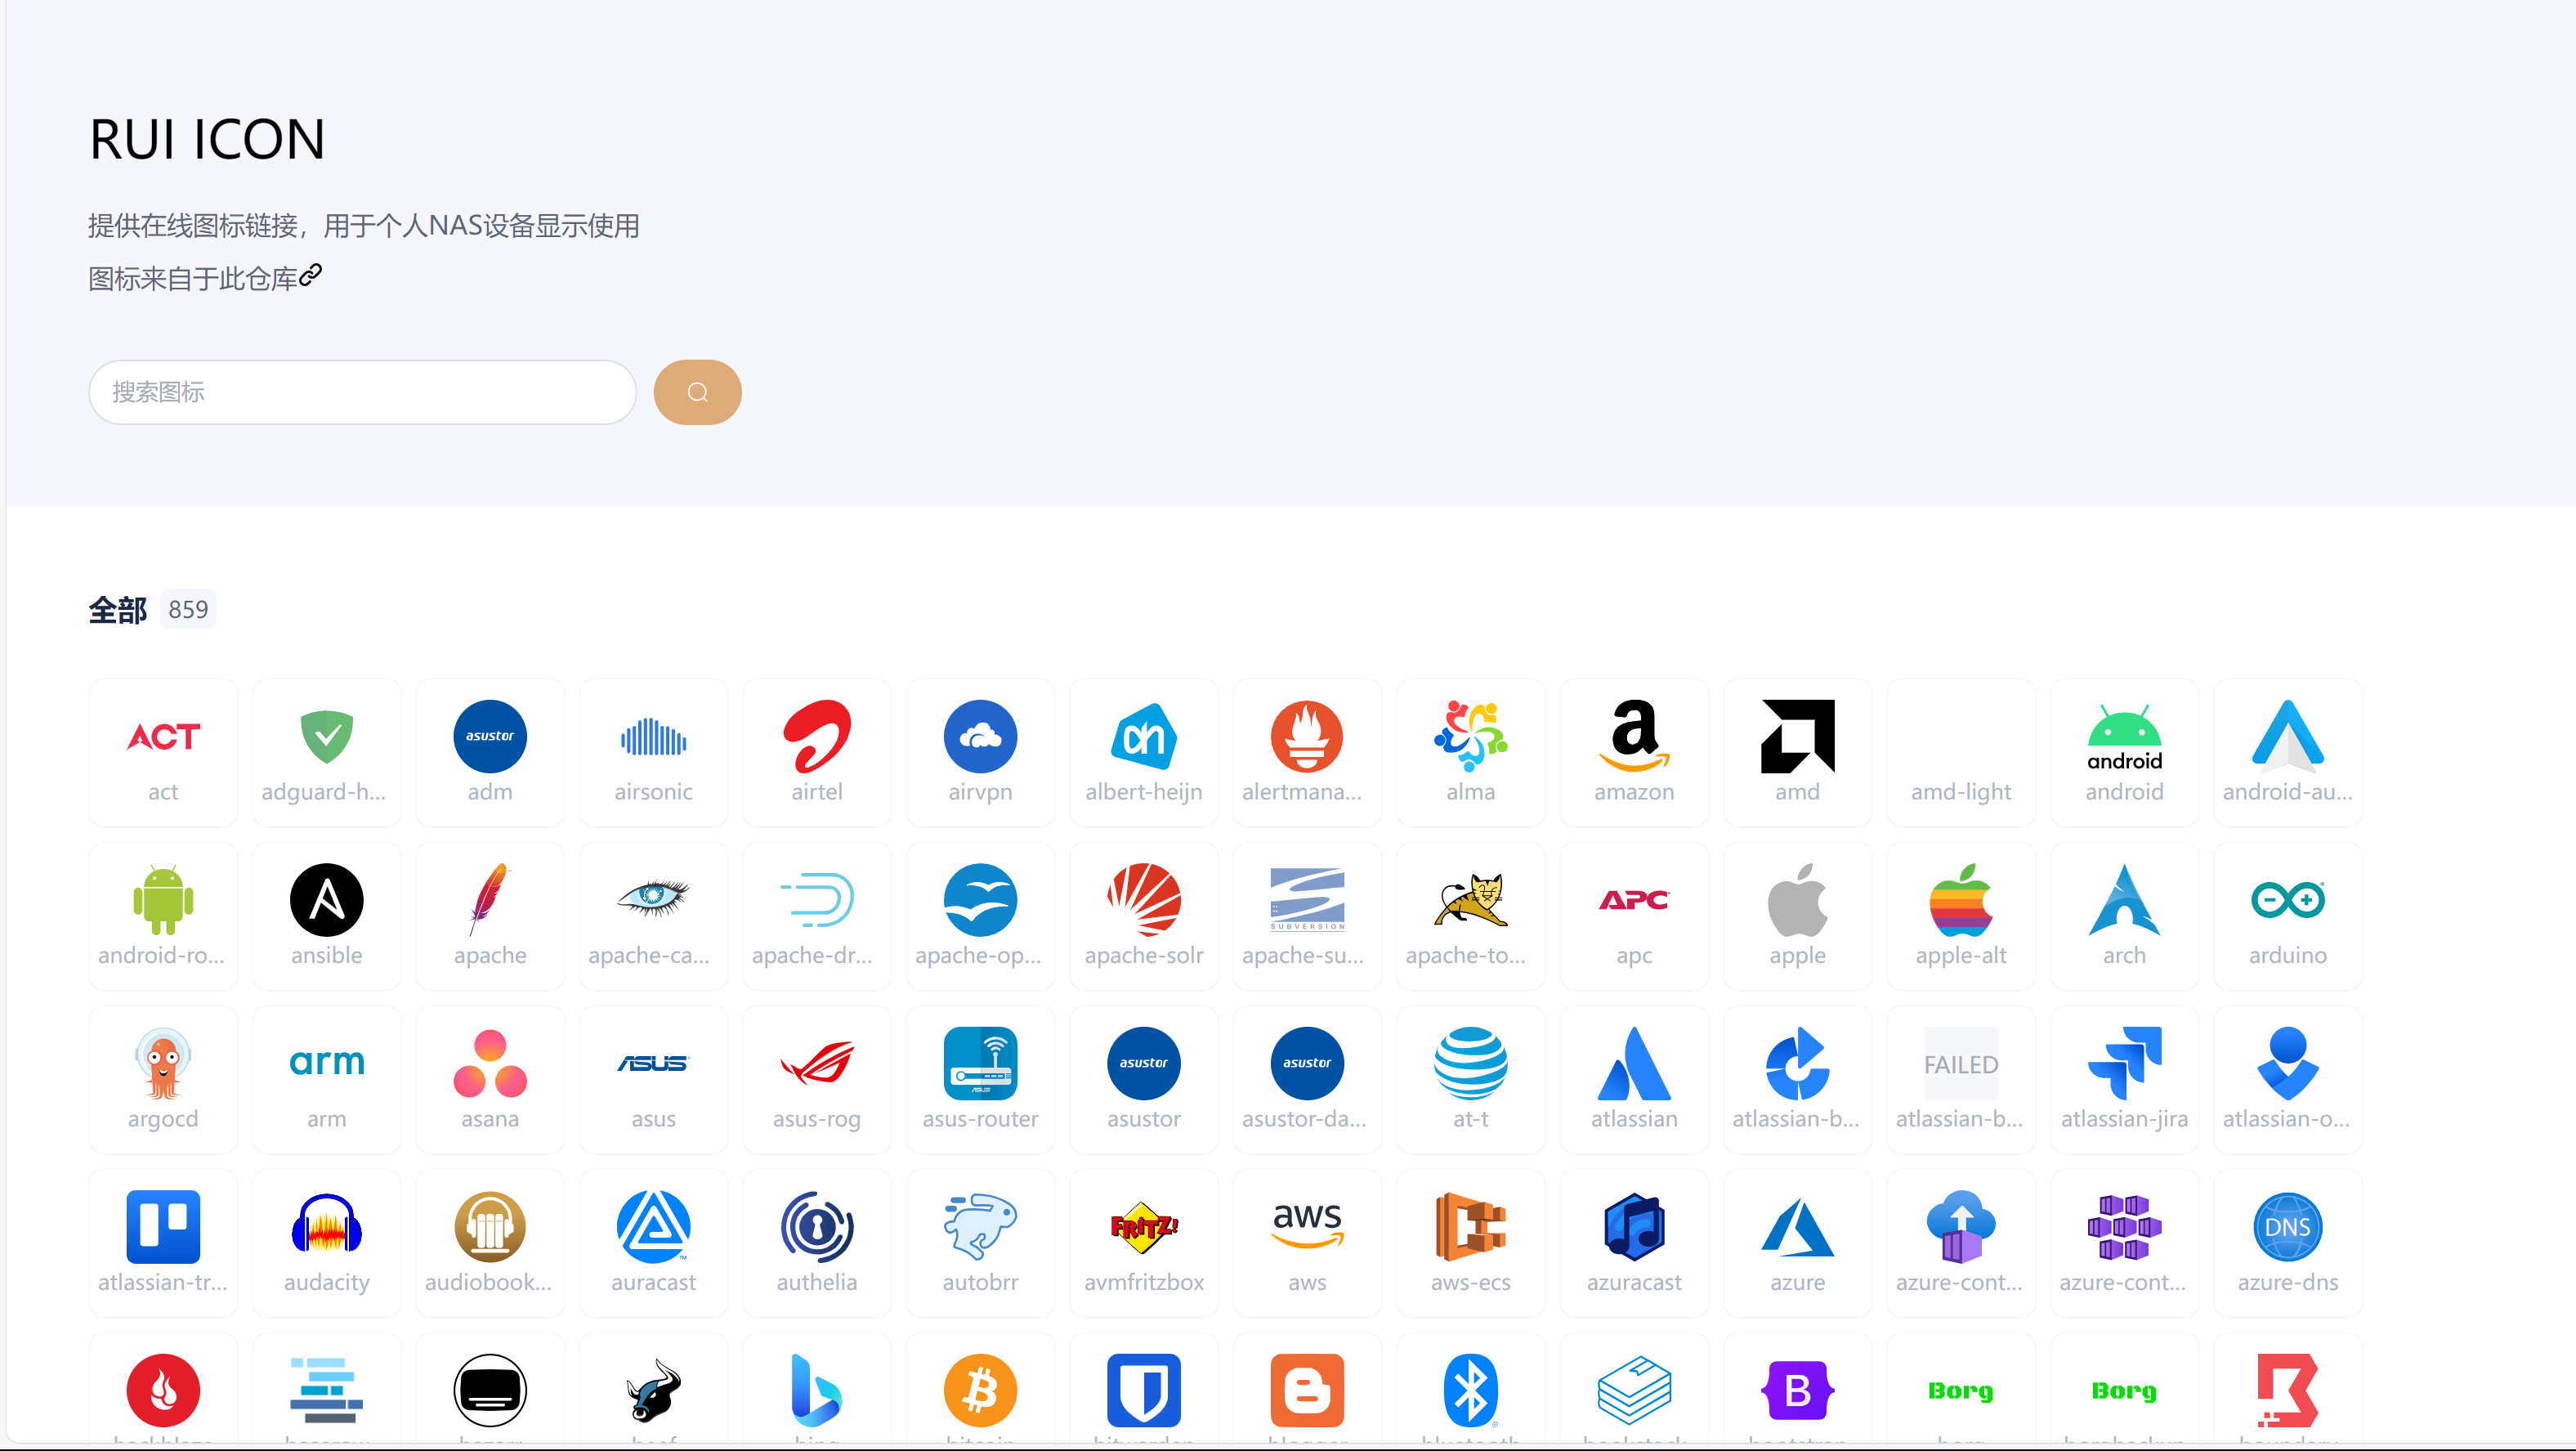 RUI ICON
提供在线图标链接，用于个人NAS设备显示使用
图标来自于此仓库
搜索图标
全部 859
ACT asustor android
act adguard-h... adm airsonic airtel airvpn albert-heijn alertmana... alma amazon amd amd-light android android-au...
SUBVERSION APC
android-ro... ansible apache apache-ca... apache-dr... apache-op... apache-solr apache-su... apache-to... apc apple apple-alt arch arduino
arm ASUS ASUS asustor asustor FAILED
argocd arm asana asus asus-rog asus-router asustor asustor-da... at-t atlassian atlassian-b... atlassian-b... atlassian-jira atlassian-o...
FRITZ! aws DNS
atlassian-tr... audacity audiobook... auracast authelia autobrr avmfritzbox aws aws-ecs azuracast azure azure-cont... azure-cont... azure-dns
B Borg Borg